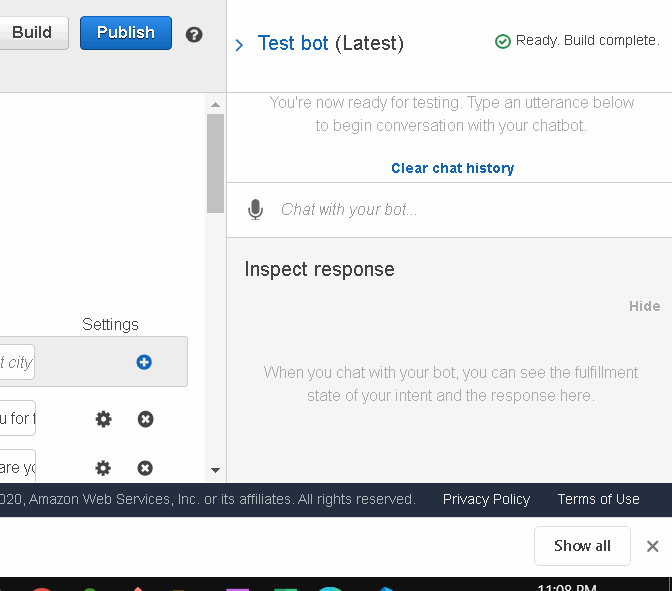 Build
Publish
?
Test bot (Latest)
Ready. Build complete.
You're now ready for testing. Type an utterance below
to begin conversation with your chatbot.
Clear chat history
Chat with your bot...
Inspect response
Hide
When you chat with your bot, you can see the fulfillment
state of your intent and the response here.
Settings
t city
u for
are yo
020, Amazon Web Services, Inc. or its affiliates. All rights reserved.
Privacy Policy
Terms of Use
Show all
11:08 PM